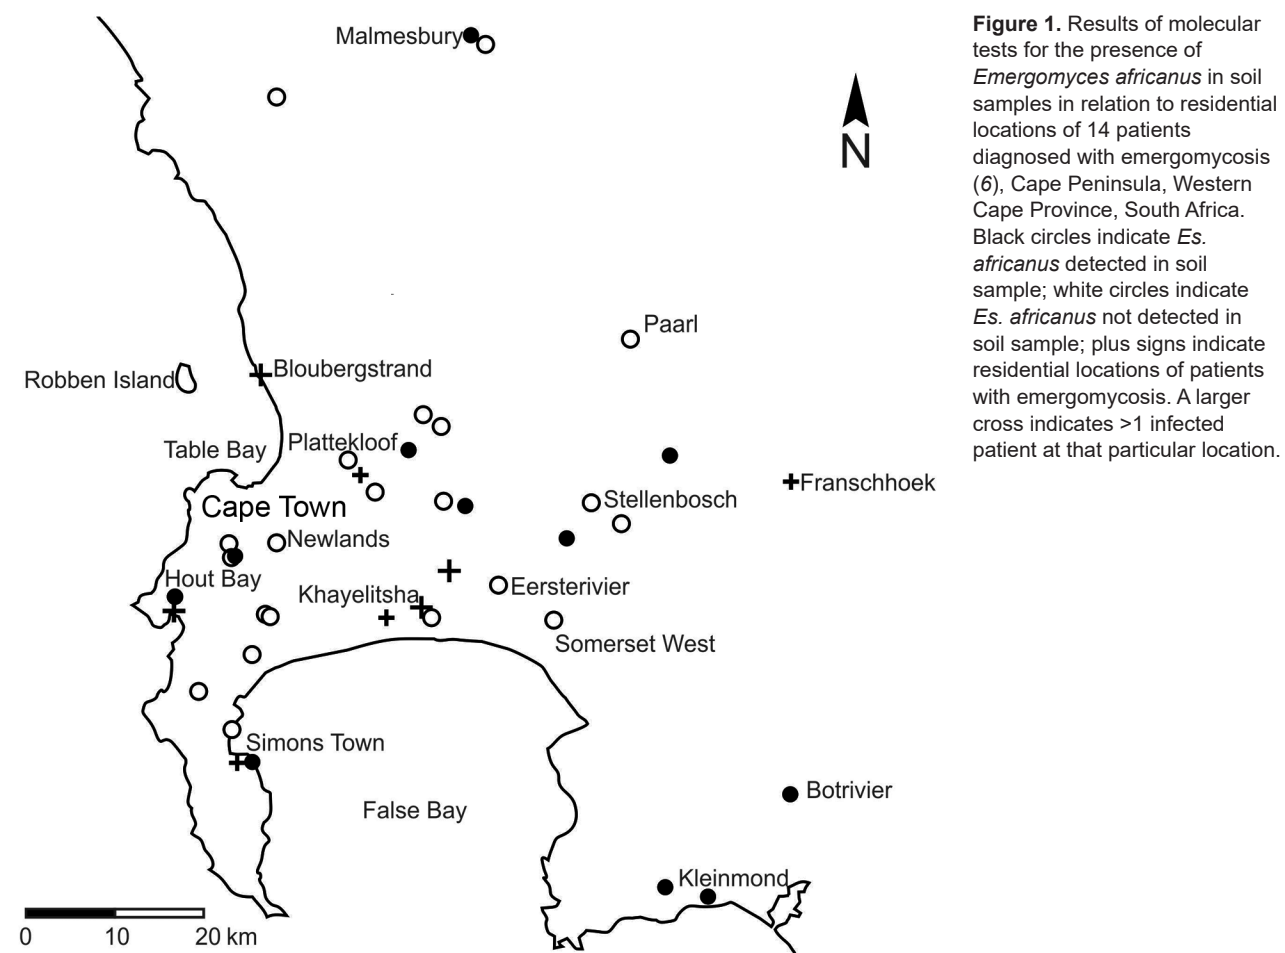 Malmesbury
N
Paarl
Robben Island
Bloubergstrand
Table Bay
Plattekloof
Franschhoek
Stellenbosch
Cape Town
Newlands
Hout Bay
Khayelitsha
Eersterivier
Somerset West
Simons Town
False Bay
Botrivier
Kleinmond
0 10 20 km
Figure 1. Results of molecular
tests for the presence of
Emergomyces africanus in soil
samples in relation to residential
locations of 14 patients
diagnosed with emergomycosis
(6), Cape Peninsula, Western
Cape Province, South Africa.
Black circles indicate Es.
africanus detected in soil
sample; white circles indicate
Es. africanus not detected in
soil sample; plus signs indicate
residential locations of patients
with emergomycosis. A larger
cross indicates >1 infected
patient at that particular location.